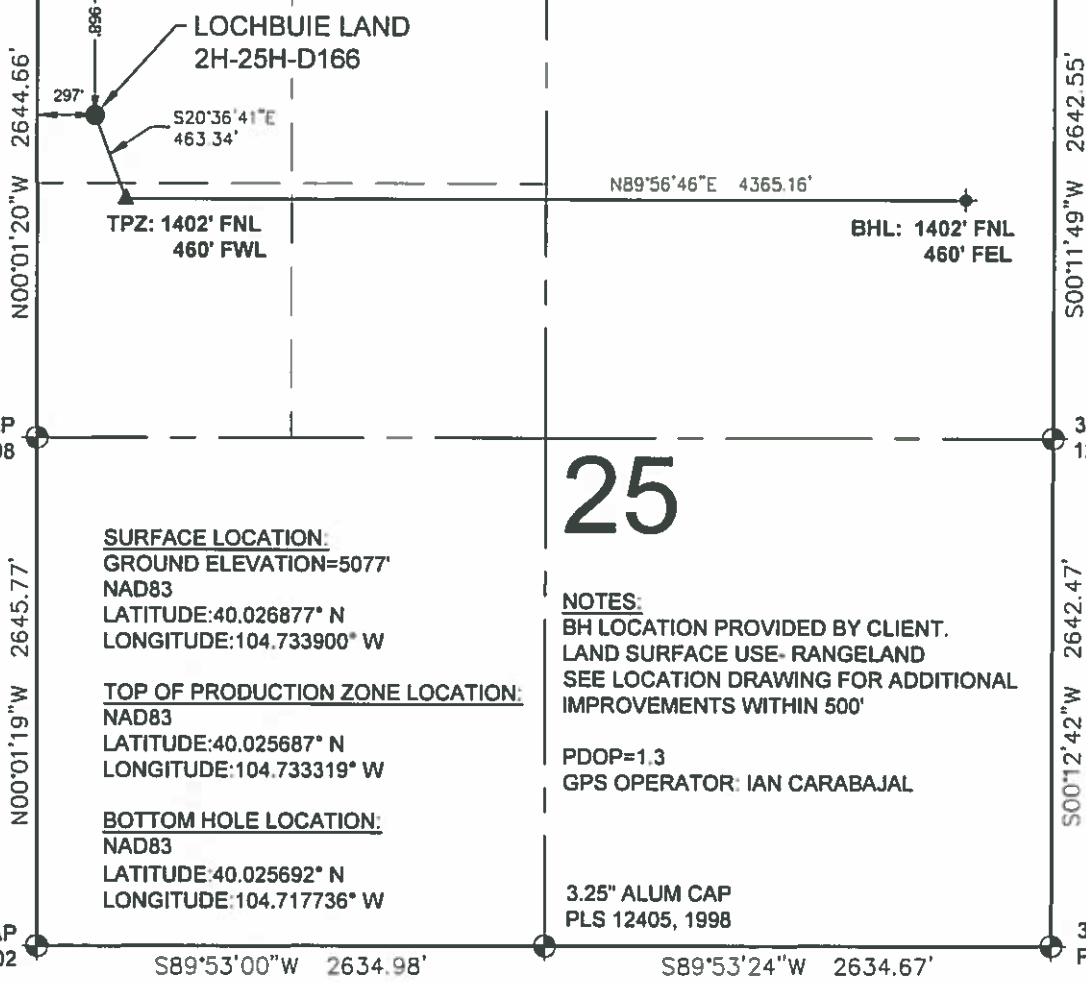 LOCHBUIE LAND
2H-25H-D166
297'
S20°36'41"E
463.34'
N00°01'20"W 2644.66'
S00°11'49"W 2642.55'
N89°56'46"E 4365.16'
TPZ: 1402' FNL
460' FWL
BHL: 1402' FNL
460' FEL
25
SURFACE LOCATION:
GROUND ELEVATION=5077'
NAD83
LATITUDE:40.026877° N
LONGITUDE:104.733900° W
TOP OF PRODUCTION ZONE LOCATION:
NAD83
LATITUDE:40.025687° N
LONGITUDE:104.733319° W
BOTTOM HOLE LOCATION:
NAD83
LATITUDE:40.025692° N
LONGITUDE:104.717736° W
NOTES:
BH LOCATION PROVIDED BY CLIENT.
LAND SURFACE USE- RANGELAND
SEE LOCATION DRAWING FOR ADDITIONAL
IMPROVEMENTS WITHIN 500'
PDOP=1.3
GPS OPERATOR: IAN CARABAJAL
3.25" ALUM CAP
PLS 12405, 1998
N00°01'19"W 2645.77'
S00°12'42"W 2642.47'
S89°53'00"W 2634.98'
S89°53'24"W 2634.67'